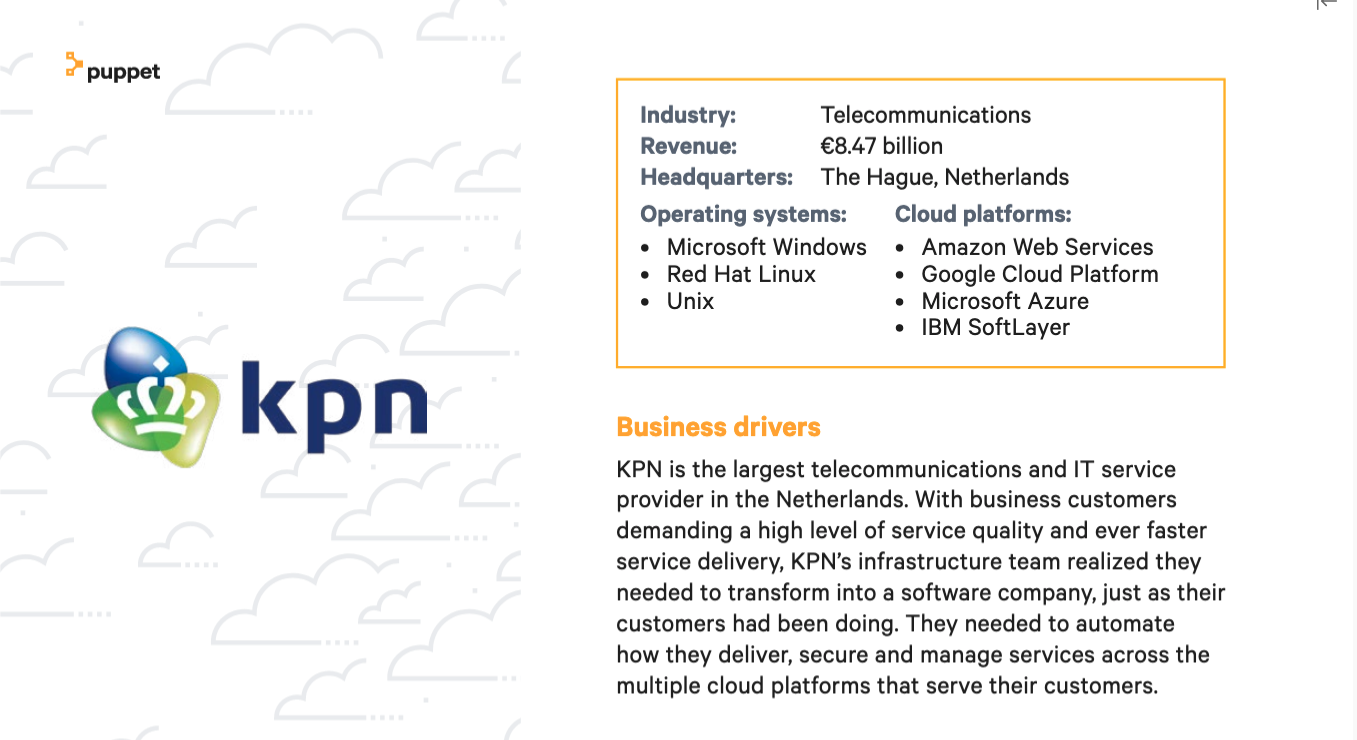 puppet
kpn
Industry: Telecommunications
Revenue: €8.47 billion
Headquarters: The Hague, Netherlands
Operating systems:
• Microsoft Windows
• Red Hat Linux
• Unix
Cloud platforms:
• Amazon Web Services
• Google Cloud Platform
• Microsoft Azure
• IBM SoftLayer
Business drivers
KPN is the largest telecommunications and IT service
provider in the Netherlands. With business customers
demanding a high level of service quality and ever faster
service delivery, KPN’s infrastructure team realized they
needed to transform into a software company, just as their
customers had been doing. They needed to automate
how they deliver, secure and manage services across the
multiple cloud platforms that serve their customers.